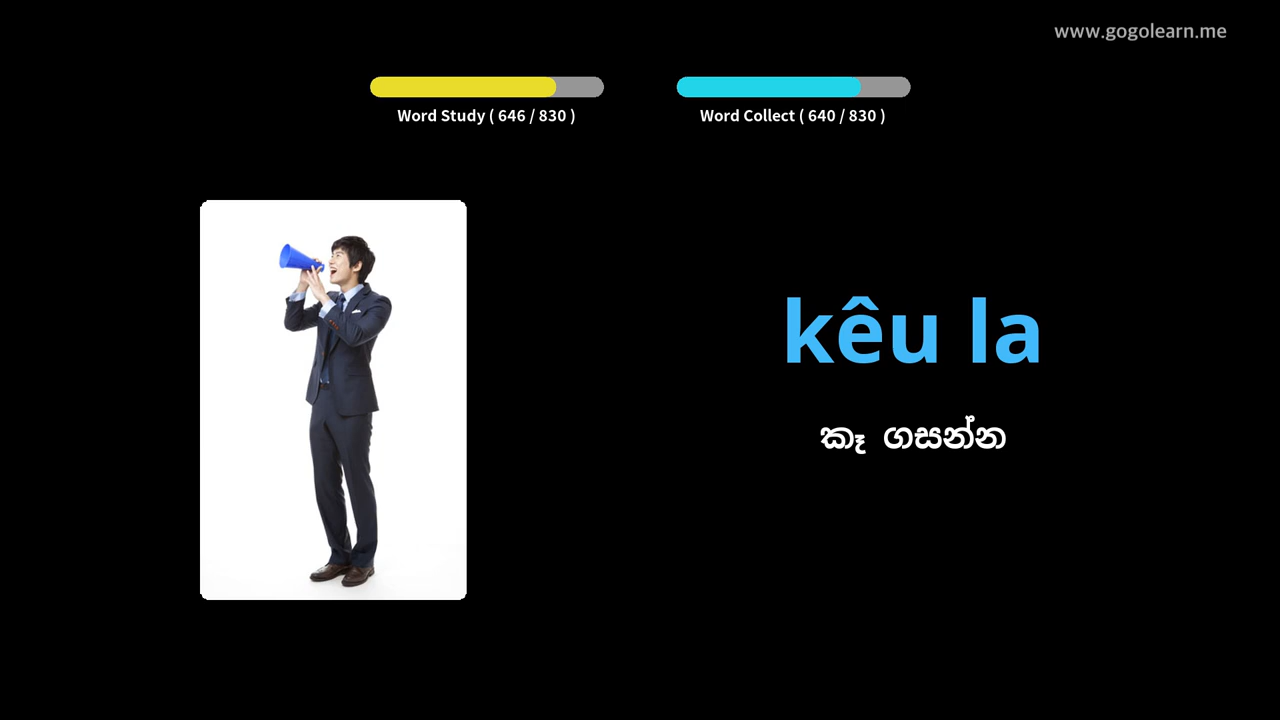 www.gogolearn.me
Word Study ( 646 / 830 )
Word Collect ( 640 / 830 )
kêu la
කෑ ගසන්න